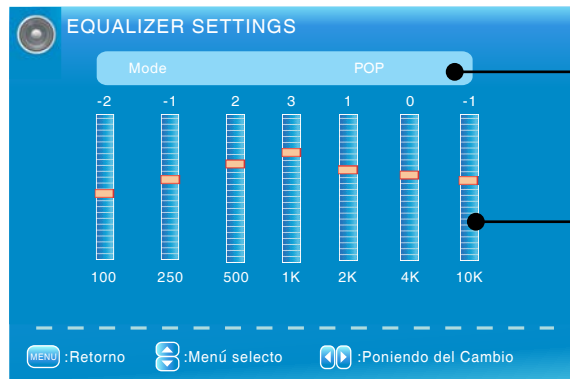 EQUALIZER SETTINGS
Mode POP
-2 -1 2 3 1 0 -1
100 250 500 1K 2K 4K 10K
MENU :Retorno :Menú selecto :Poniendo del Cambio